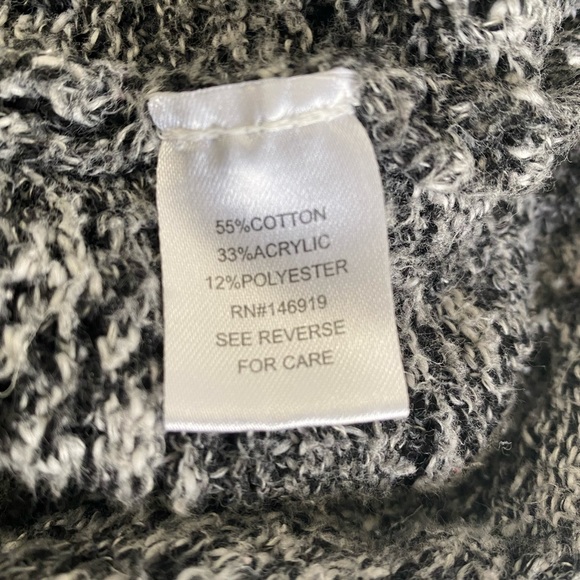 55%COTTON
33%ACRYLIC
12%POLYESTER
RN#146919
SEE REVERSE
FOR CARE